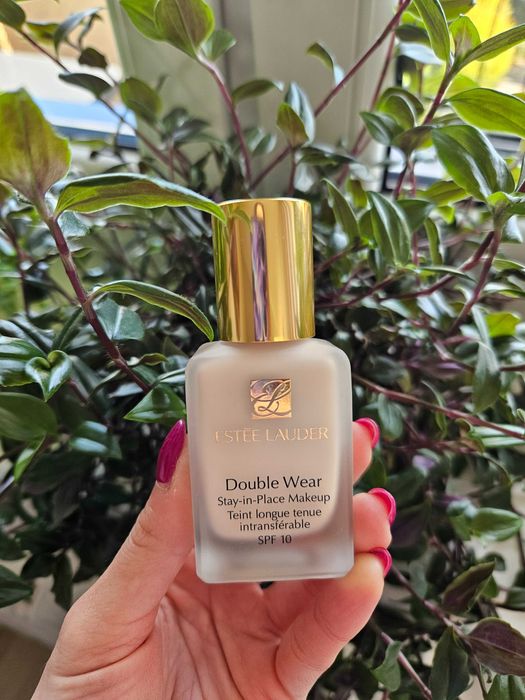 ESTĒE LAUDER
Double Wear
Stay-in-Place Makeup
Teint longue tenue
intransférable
SPF 10